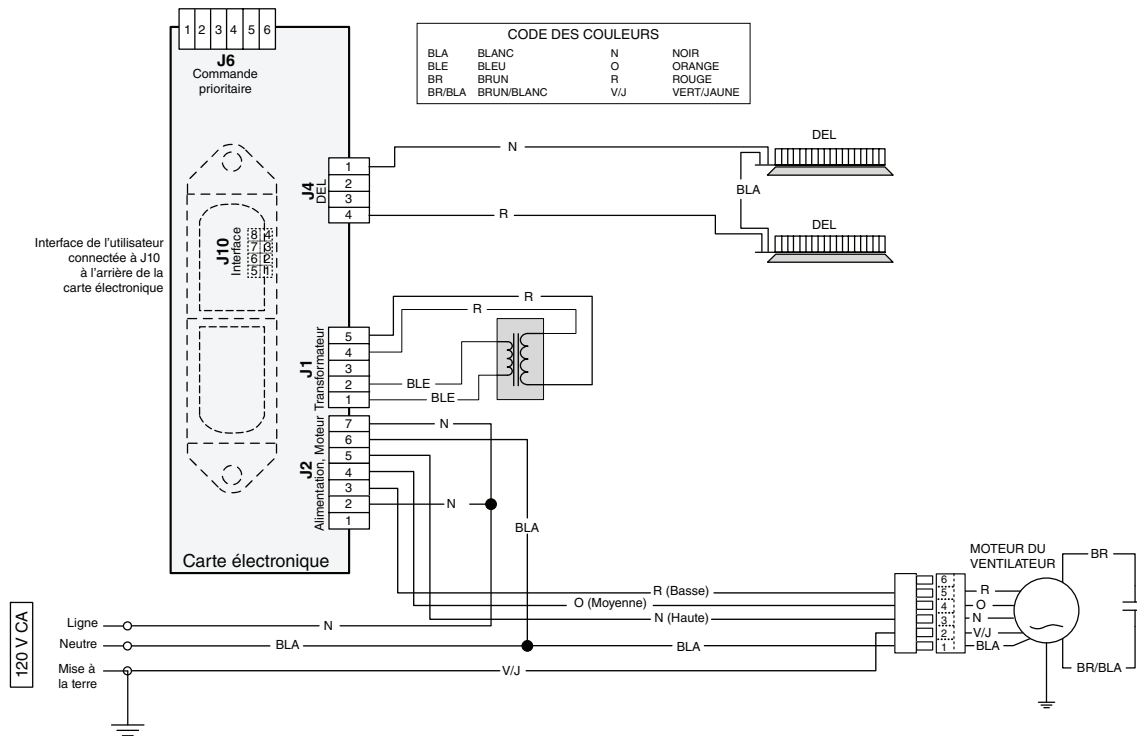 1 2 3 4 5 6
J6
Commande
prioritaire
CODE DES COULEURS
BLA BLANC N NOIR
BLE BLEU O ORANGE
BR BRUN R ROUGE
BR/BLA BRUN/BLANC V/J VERT/JAUNE
DEL
N
1
2
3
4
J4
DEL
BLA
R
DEL
Interface de l'utilisateur
connectée à J10
à l'arrière de la
carte électronique
J10
Interface
8 4
7 3
6 2
5 1
R
R
5
4
3
2
1
J1
Transformateur
BLE
BLE
7
6
5
4
3
2
1
J2
Alimentation, Moteur
N
N
BLA
Carte électronique
MOTEUR DU
VENTILATEUR
BR
R (Basse)
O (Moyenne)
N (Haute)
6
5
4
3
2
1
R
O
N
V/J
BLA
BR/BLA
120 V CA
Ligne
N
Neutre
BLA
BLA
Mise à
la terre
V/J